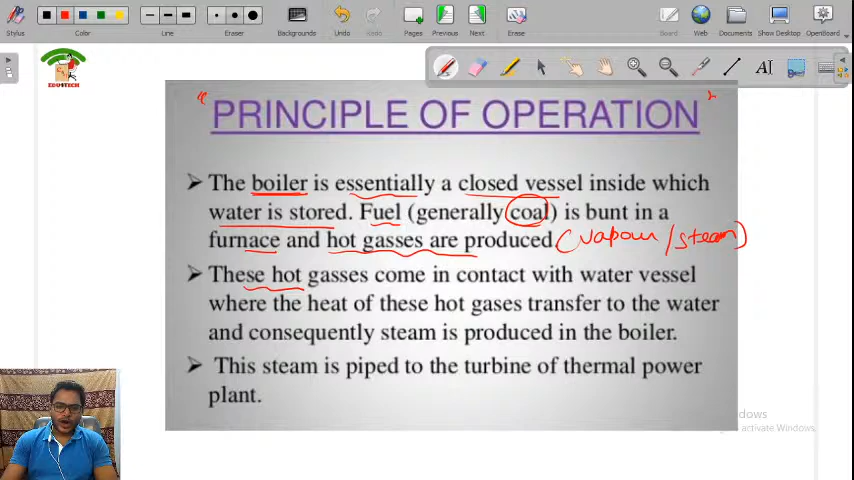 Stylus
Color
Line
Eraser
Backgrounds
Undo
Redo
Pages
Previous
Next
Erase
Board
Web
Documents
Show Desktop
OpenBoard
EDU4TECH
"PRINCIPLE OF OPERATION"
➢ The boiler is essentially a closed vessel inside which
water is stored. Fuel (generally coal) is bunt in a
furnace and hot gasses are produced (vapour/steam)
➢ These hot gasses come in contact with water vessel
where the heat of these hot gases transfer to the water
and consequently steam is produced in the boiler.
➢ This steam is piped to the turbine of thermal power
plant.
dows
activate Windows.